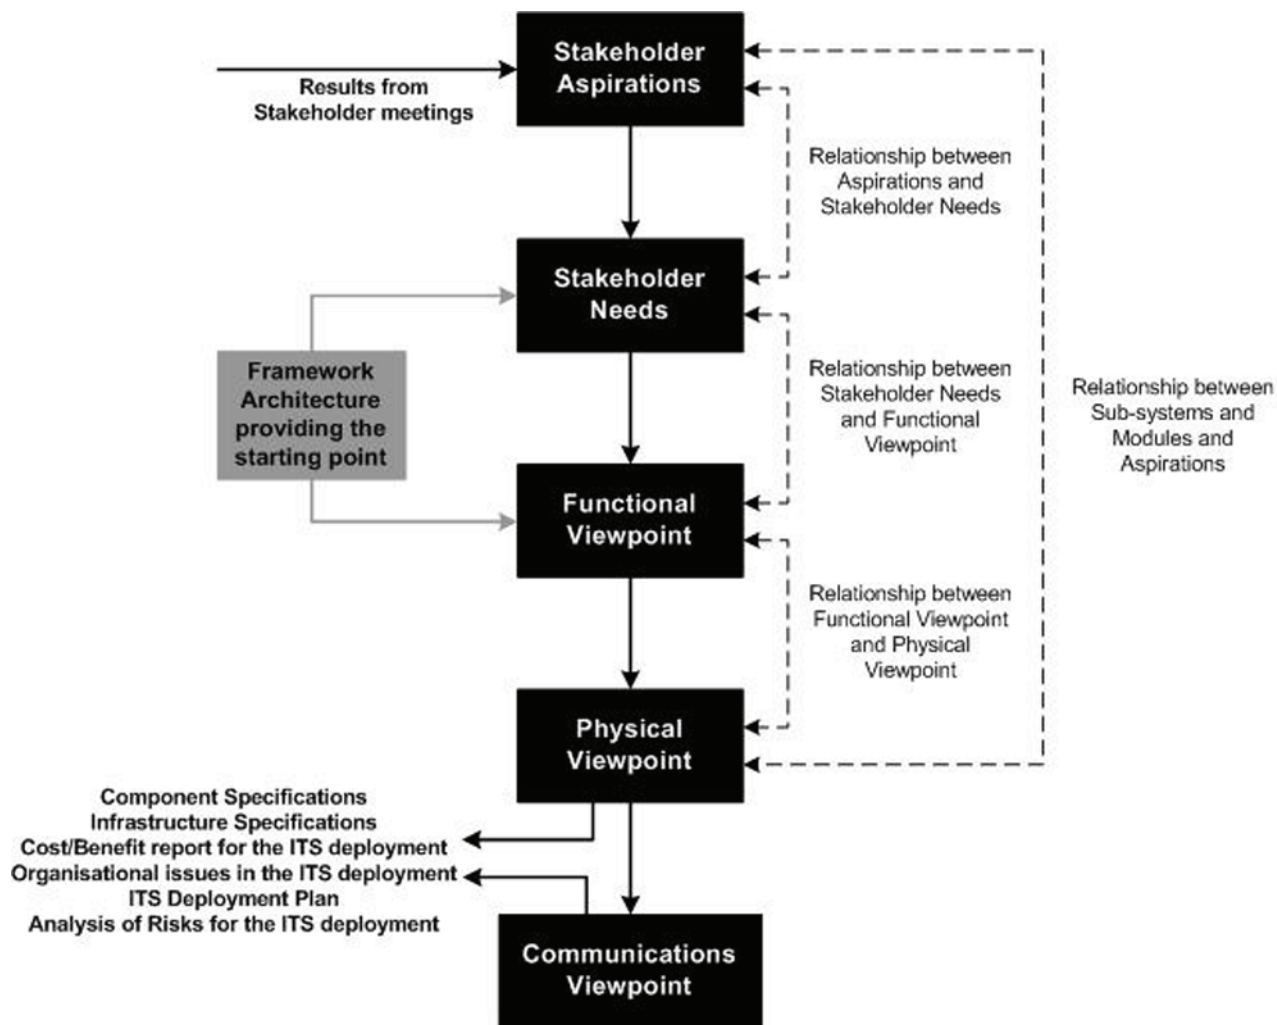 Stakeholder
Aspirations
Results from
Stakeholder meetings
Relationship between
Aspirations and
Stakeholder Needs
Stakeholder
Needs
Framework
Architecture
providing the
starting point
Relationship between
Stakeholder Needs
and Functional
Viewpoint
Relationship between
Sub-systems and
Modules and
Aspirations
Functional
Viewpoint
Relationship between
Functional Viewpoint
and Physical
Viewpoint
Physical
Viewpoint
Component Specifications
Infrastructure Specifications
Cost/Benefit report for the ITS deployment
Organisational issues in the ITS deployment
ITS Deployment Plan
Analysis of Risks for the ITS deployment
Communications
Viewpoint